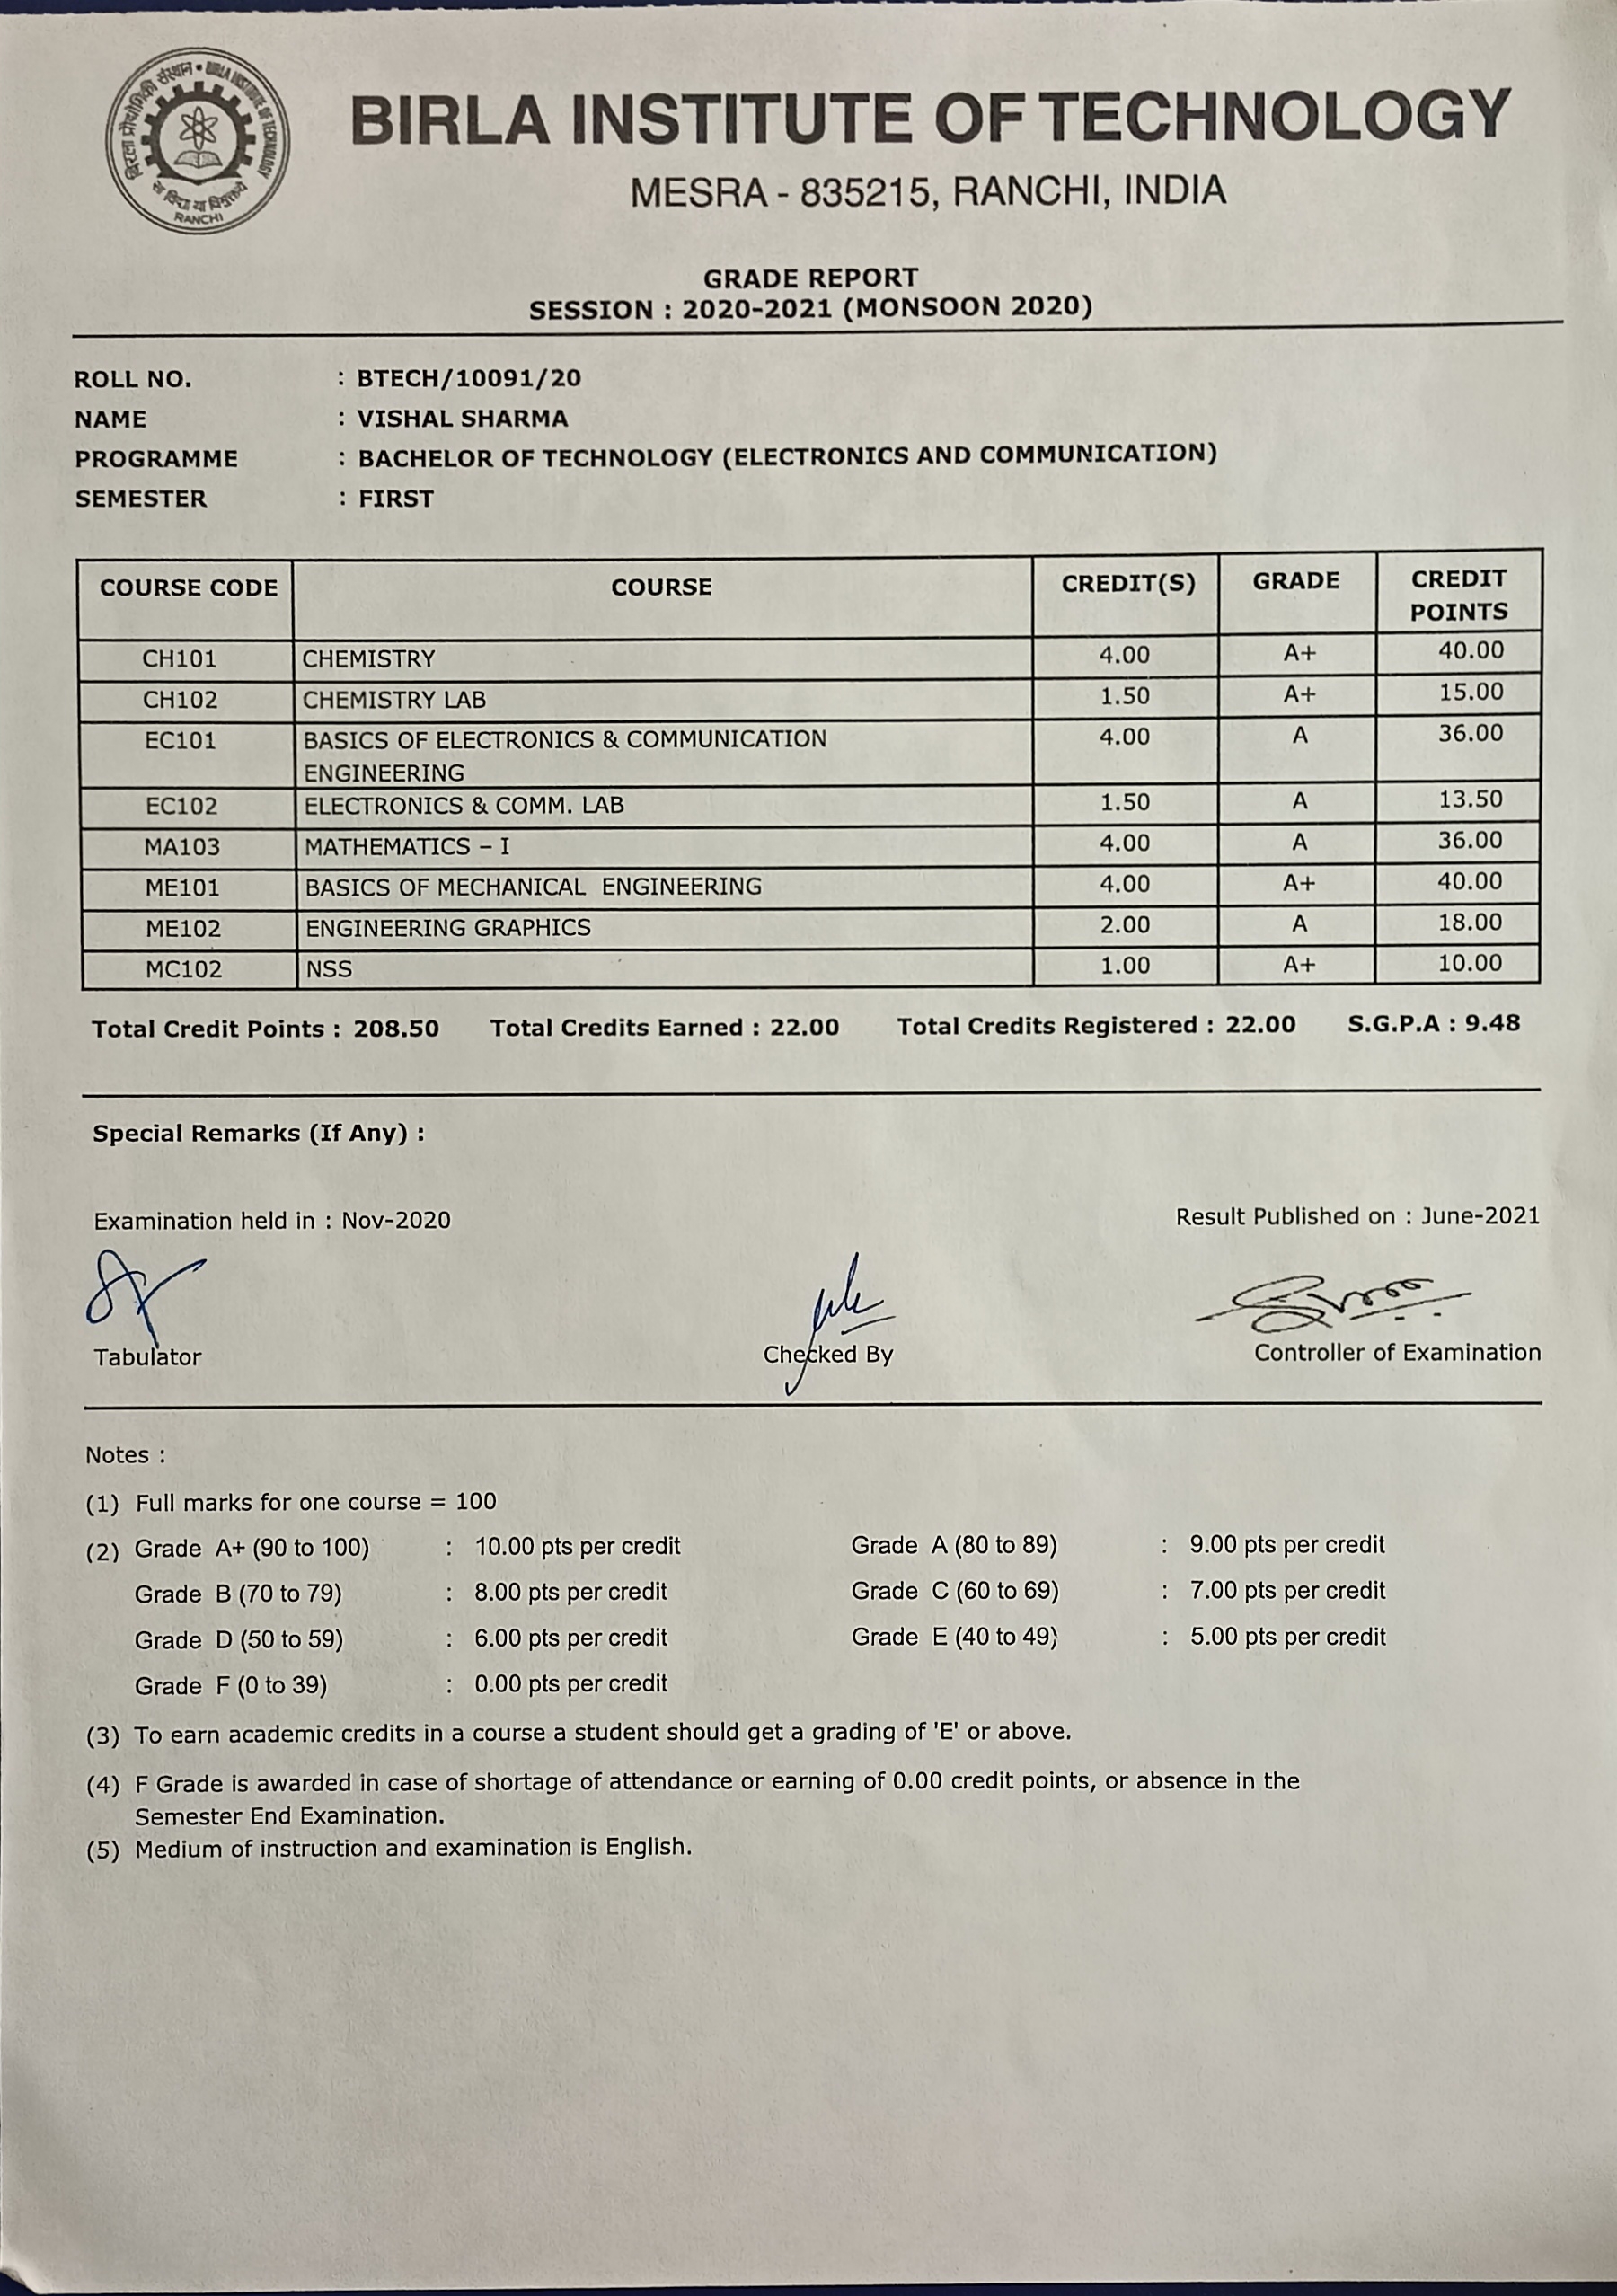 बिरला प्रौद्योगिकी संस्थान • BIRLA INSTITUTE OF TECHNOLOGY
सा विद्या या विमुक्तये
RANCHI
BIRLA INSTITUTE OF TECHNOLOGY
MESRA - 835215, RANCHI, INDIA
GRADE REPORT
SESSION : 2020-2021 (MONSOON 2020)
ROLL NO. : BTECH/10091/20
NAME : VISHAL SHARMA
PROGRAMME : BACHELOR OF TECHNOLOGY (ELECTRONICS AND COMMUNICATION)
SEMESTER : FIRST
COURSE CODE COURSE CREDIT(S) GRADE CREDIT POINTS
CH101 CHEMISTRY 4.00 A+ 40.00
CH102 CHEMISTRY LAB 1.50 A+ 15.00
EC101 BASICS OF ELECTRONICS & COMMUNICATION 4.00 A 36.00
ENGINEERING
EC102 ELECTRONICS & COMM. LAB 1.50 A 13.50
MA103 MATHEMATICS – I 4.00 A 36.00
ME101 BASICS OF MECHANICAL ENGINEERING 4.00 A+ 40.00
ME102 ENGINEERING GRAPHICS 2.00 A 18.00
MC102 NSS 1.00 A+ 10.00
Total Credit Points : 208.50 Total Credits Earned : 22.00 Total Credits Registered : 22.00 S.G.P.A : 9.48
Special Remarks (If Any) :
Examination held in : Nov-2020 Result Published on : June-2021
Tabulator Checked By Controller of Examination
Notes :
(1) Full marks for one course = 100
(2) Grade A+ (90 to 100) : 10.00 pts per credit Grade A (80 to 89) : 9.00 pts per credit
Grade B (70 to 79) : 8.00 pts per credit Grade C (60 to 69) : 7.00 pts per credit
Grade D (50 to 59) : 6.00 pts per credit Grade E (40 to 49) : 5.00 pts per credit
Grade F (0 to 39) : 0.00 pts per credit
(3) To earn academic credits in a course a student should get a grading of 'E' or above.
(4) F Grade is awarded in case of shortage of attendance or earning of 0.00 credit points, or absence in the
Semester End Examination.
(5) Medium of instruction and examination is English.